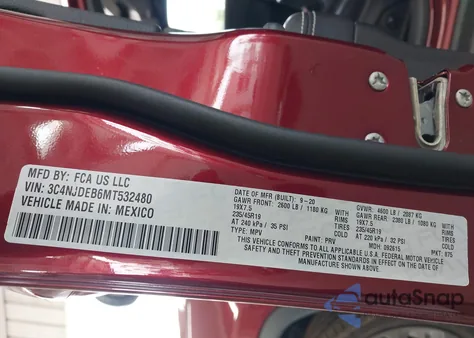 MFD BY: FCA US LLC
VIN: 3C4NJDEB6MT532480
VEHICLE MADE IN: MEXICO
DATE OF MFR (BUILT): 9-20
GAWR FRONT: 2600 LB / 1180 KG
19X7.5 RIMS
235/45R19 TIRES
AT 240 kPa / 35 PSI COLD
TYPE: MPV PAINT: PRV
GVWR: 4600 LB / 2087 KG
GAWR REAR: 2380 LB / 1080 KG
19X7.5 RIMS
235/45R19 TIRES
AT 220 kPa / 32 PSI COLD
MDH: 092615 PKT: 875
THIS VEHICLE CONFORMS TO ALL APPLICABLE U.S.A. FEDERAL MOTOR VEHICLE
SAFETY AND THEFT PREVENTION STANDARDS IN EFFECT ON THE DATE OF
MANUFACTURE SHOWN ABOVE.
autoSnap